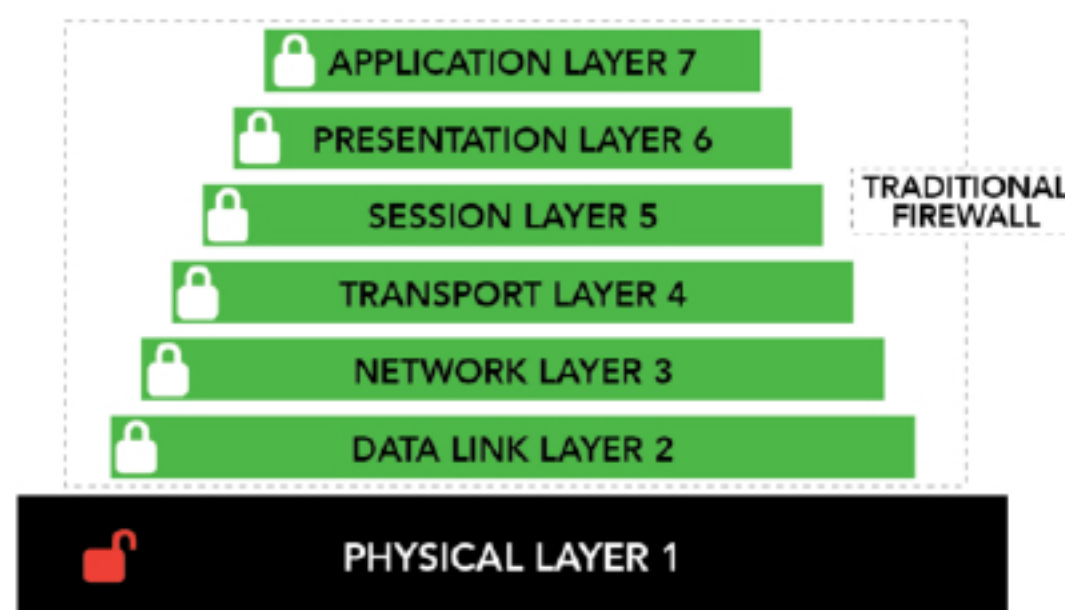 APPLICATION LAYER 7
PRESENTATION LAYER 6
TRADITIONAL
FIREWALL
SESSION LAYER 5
TRANSPORT LAYER 4
NETWORK LAYER 3
DATA LINK LAYER 2
PHYSICAL LAYER 1